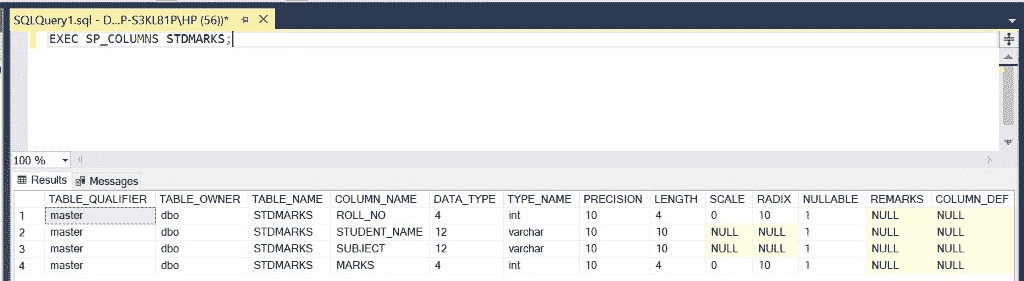 SQLQuery1.sql - D...P-S3KL81P\HP (56))*
EXEC SP_COLUMNS STDMARKS;
100 %
Results Messages
TABLE_QUALIFIER TABLE_OWNER TABLE_NAME COLUMN_NAME DATA_TYPE TYPE_NAME PRECISION LENGTH SCALE RADIX NULLABLE REMARKS COLUMN_DEF
1 master dbo STDMARKS ROLL_NO 4 int 10 4 0 10 1 NULL NULL
2 master dbo STDMARKS STUDENT_NAME 12 varchar 10 10 NULL NULL 1 NULL NULL
3 master dbo STDMARKS SUBJECT 12 varchar 10 10 NULL NULL 1 NULL NULL
4 master dbo STDMARKS MARKS 4 int 10 4 0 10 1 NULL NULL